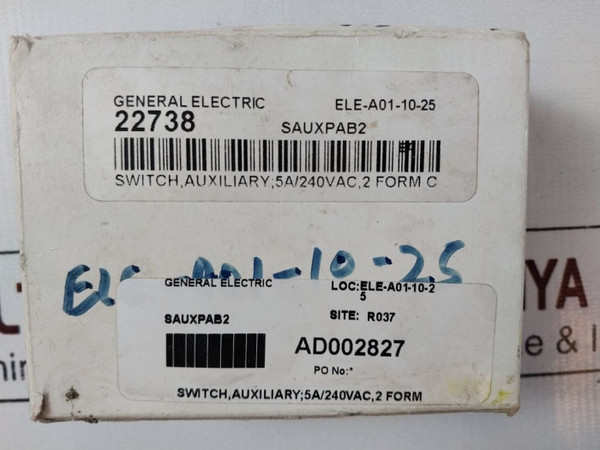 GENERAL ELECTRIC ELE-A01-10-25
22738 SAUXPAB2
SWITCH,AUXILIARY;5A/240VAC,2 FORM C
A01-10-25
GENERAL ELECTRIC LOC:ELE-A01-10-2
5
SAUXPAB2 SITE: R037
AD002827
PO No:*
SWITCH,AUXILIARY;5A/240VAC,2 FORM
YA
e & I